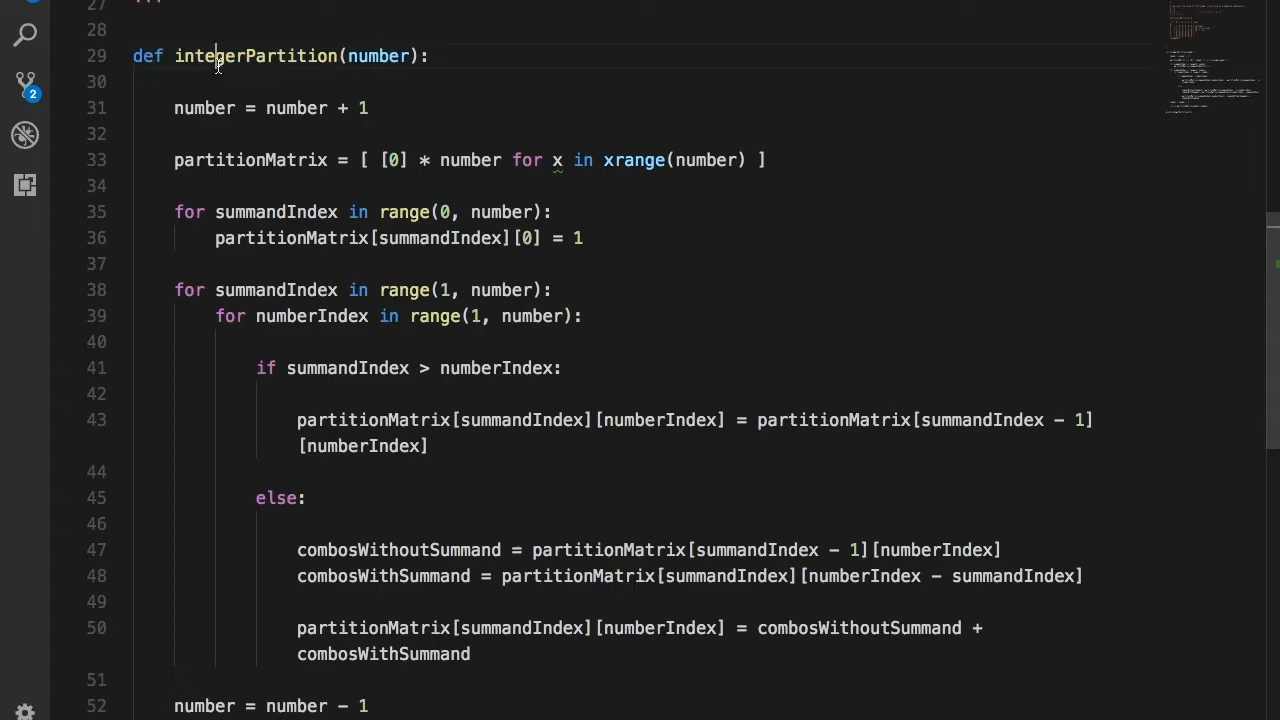 27
'''
28
29 def integerPartition(number):
30
31 number = number + 1
32
33 partitionMatrix = [ [0] * number for x in xrange(number) ]
34
35 for summandIndex in range(0, number):
36 partitionMatrix[summandIndex][0] = 1
37
38 for summandIndex in range(1, number):
39 for numberIndex in range(1, number):
40
41 if summandIndex > numberIndex:
42
43 partitionMatrix[summandIndex][numberIndex] = partitionMatrix[summandIndex - 1]
[numberIndex]
44
45 else:
46
47 combosWithoutSummand = partitionMatrix[summandIndex - 1][numberIndex]
48 combosWithSummand = partitionMatrix[summandIndex][numberIndex - summandIndex]
49
50 partitionMatrix[summandIndex][numberIndex] = combosWithoutSummand +
combosWithSummand
51
52 number = number - 1
2